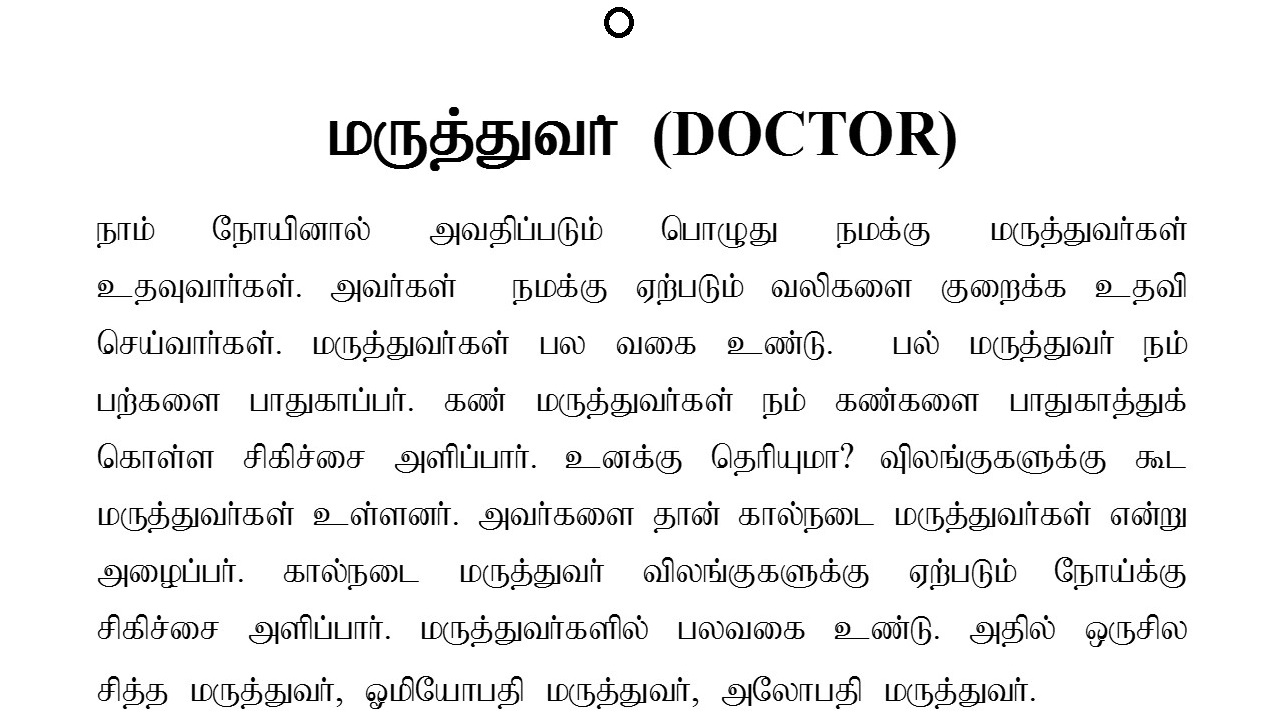 மருத்துவர் (DOCTOR)
நாம் நோயினால் அவதிப்படும் பொழுது நமக்கு மருத்துவர்கள்
உதவுவார்கள். அவர்கள் நமக்கு ஏற்படும் வலிகளை குறைக்க உதவி
செய்வார்கள். மருத்துவர்கள் பல வகை உண்டு. பல் மருத்துவர் நம்
பற்களை பாதுகாப்பர். கண் மருத்துவர்கள் நம் கண்களை பாதுகாத்துக்
கொள்ள சிகிச்சை அளிப்பார். உனக்கு தெரியுமா? விலங்குகளுக்கு கூட
மருத்துவர்கள் உள்ளனர். அவர்களை தான் கால்நடை மருத்துவர்கள் என்று
அழைப்பர். கால்நடை மருத்துவர் விலங்குகளுக்கு ஏற்படும் நோய்க்கு
சிகிச்சை அளிப்பார். மருத்துவர்களில் பலவகை உண்டு. அதில் ஒருசில
சித்த மருத்துவர், ஓமியோபதி மருத்துவர், அலோபதி மருத்துவர்.